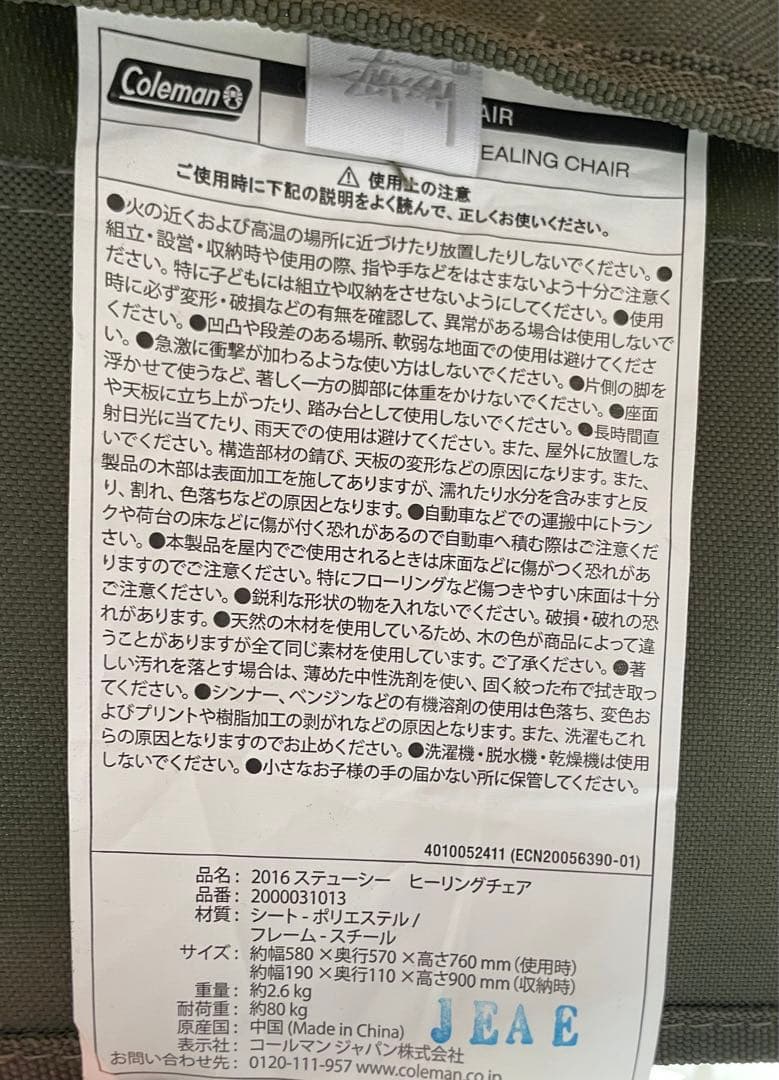 Coleman
AIR
EALING CHAIR
使用上の注意
ご使用時に下記の説明をよく読んで、正しくお使いください。
●火の近くおよび高温の場所に近づけたり放置したりしないでください。●
組立・設営・収納時や使用の際、指や手などをはさまないよう十分ご注意く
ださい。特に子どもには組立や収納をさせないようにしてください。●使用
時に必ず変形・破損などの有無を確認して、異常がある場合は使用しないで
ください。●凹凸や段差のある場所、軟弱な地面での使用は避けてくださ
い。●急激に衝撃が加わるような使い方はしないでください。●片側の脚を
浮かせて使うなど、著しく一方の脚部に体重をかけないでください。●座面
や天板に立ち上がったり、踏み台として使用しないでください。●長時間直
射日光に当てたり、雨天での使用は避けてください。また、屋外に放置しな
いでください。構造部材の錆び、天板の変形などの原因になります。また、
製品の木部は表面加工を施してありますが、濡れたり水分を含みますと反
り、割れ、色落ちなどの原因となります。●自動車などでの運搬中にトラン
クや荷台の床などに傷が付く恐れがあるので自動車へ積む際はご注意くだ
さい。●本製品を屋内でご使用されるときは床面などに傷がつく恐れがあ
りますのでご注意ください。特にフローリングなど傷つきやすい床面は十分
ご注意ください。●鋭利な形状の物を入れないでください。破損・破れの恐
れがあります。●天然の木材を使用しているため、木の色が商品によって違
うことがありますが全て同じ素材を使用しています。ご了承ください。●著
しい汚れを落とす場合は、薄めた中性洗剤を使い、固く絞った布で拭き取っ
てください。●シンナー、ベンジンなどの有機溶剤の使用は色落ち、変色お
よびプリントや樹脂加工の剥がれなどの原因となります。また、洗濯もこれ
らの原因となりますのでお止めください。●洗濯機・脱水機・乾燥機は使用
しないでください。●小さなお子様の手の届かない所に保管してください。
4010052411 (ECN20056390-01)
品名：2016 ステューシー ヒーリングチェア
品番：2000031013
材質：シート - ポリエステル /
フレーム - スチール
サイズ：約幅580×奥行570×高さ760 mm（使用時）
約幅190×奥行110×高さ900 mm（収納時）
重量：約2.6 kg
耐荷重：約80 kg
原産国：中国 (Made in China)
JEAE
表示社：コールマン ジャパン株式会社
お問い合わせ先：0120-111-957 www.coleman.co.jp